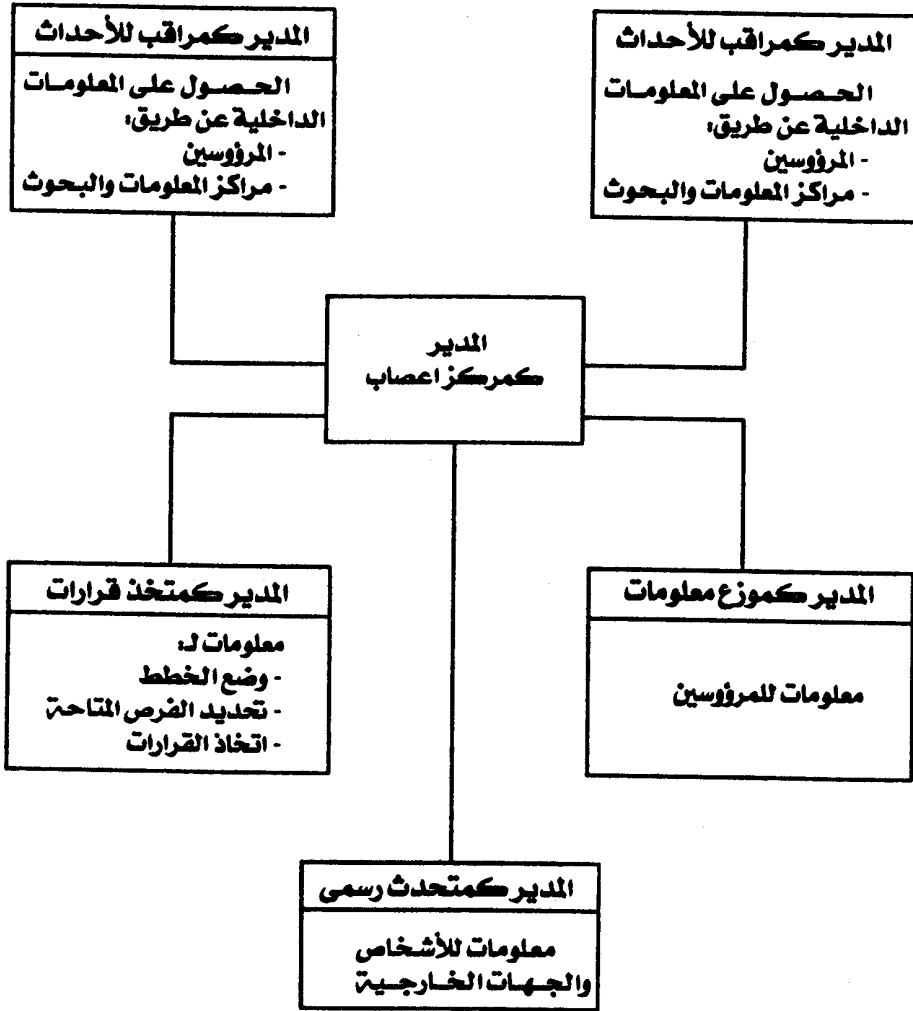 المدير كمراقب للأحداث
الحصول على المعلومات
الداخلية عن طريق:
- المرؤوسين
- مراكز المعلومات والبحوث
المدير كمراقب للأحداث
الحصول على المعلومات
الداخلية عن طريق:
- المرؤوسين
- مراكز المعلومات والبحوث
المدير
كمركز اعصاب
المدير كموزع معلومات
معلومات للمرؤوسين
المدير كمتخذ قرارات
معلومات لـ:
- وضع الخطط
- تحديد الفرص المتاحة
- اتخاذ القرارات
المدير كمتحدث رسمى
معلومات للأشخاص
والجهات الخارجية